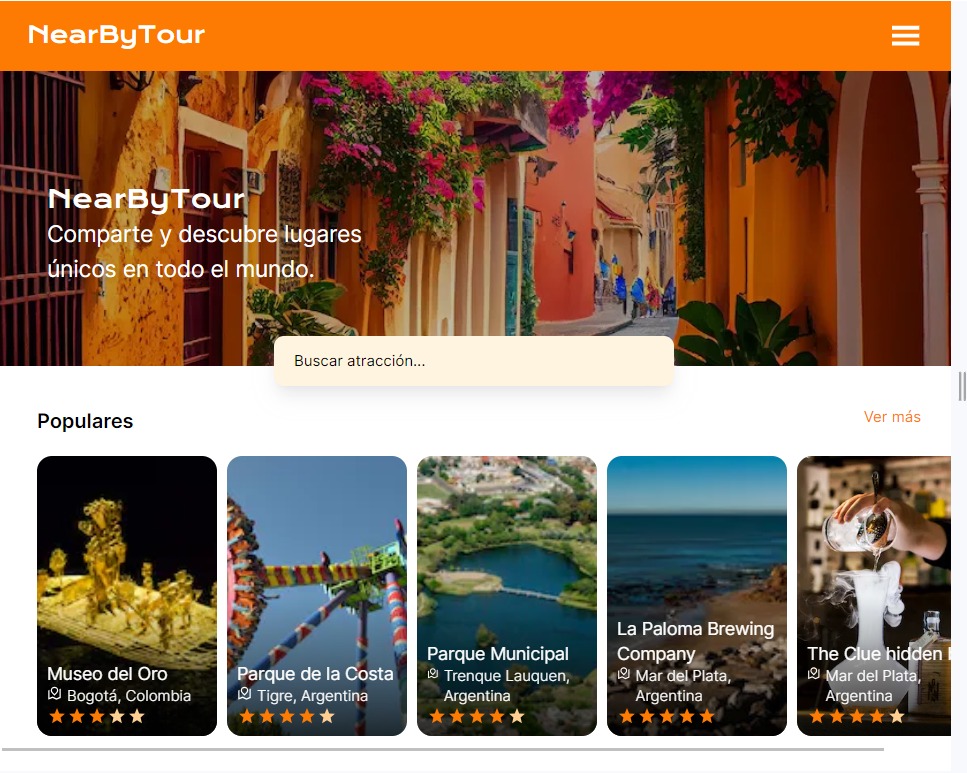 NearByTour
NearByTour
Comparte y descubre lugares
únicos en todo el mundo.
Buscar atracción...
Populares
Ver más
Museo del Oro
Bogotá, Colombia
Parque de la Costa
Tigre, Argentina
Parque Municipal
Trenque Lauquen,
Argentina
La Paloma Brewing
Company
Mar del Plata,
Argentina
The Clue hidden
Mar del Plata,
Argentina